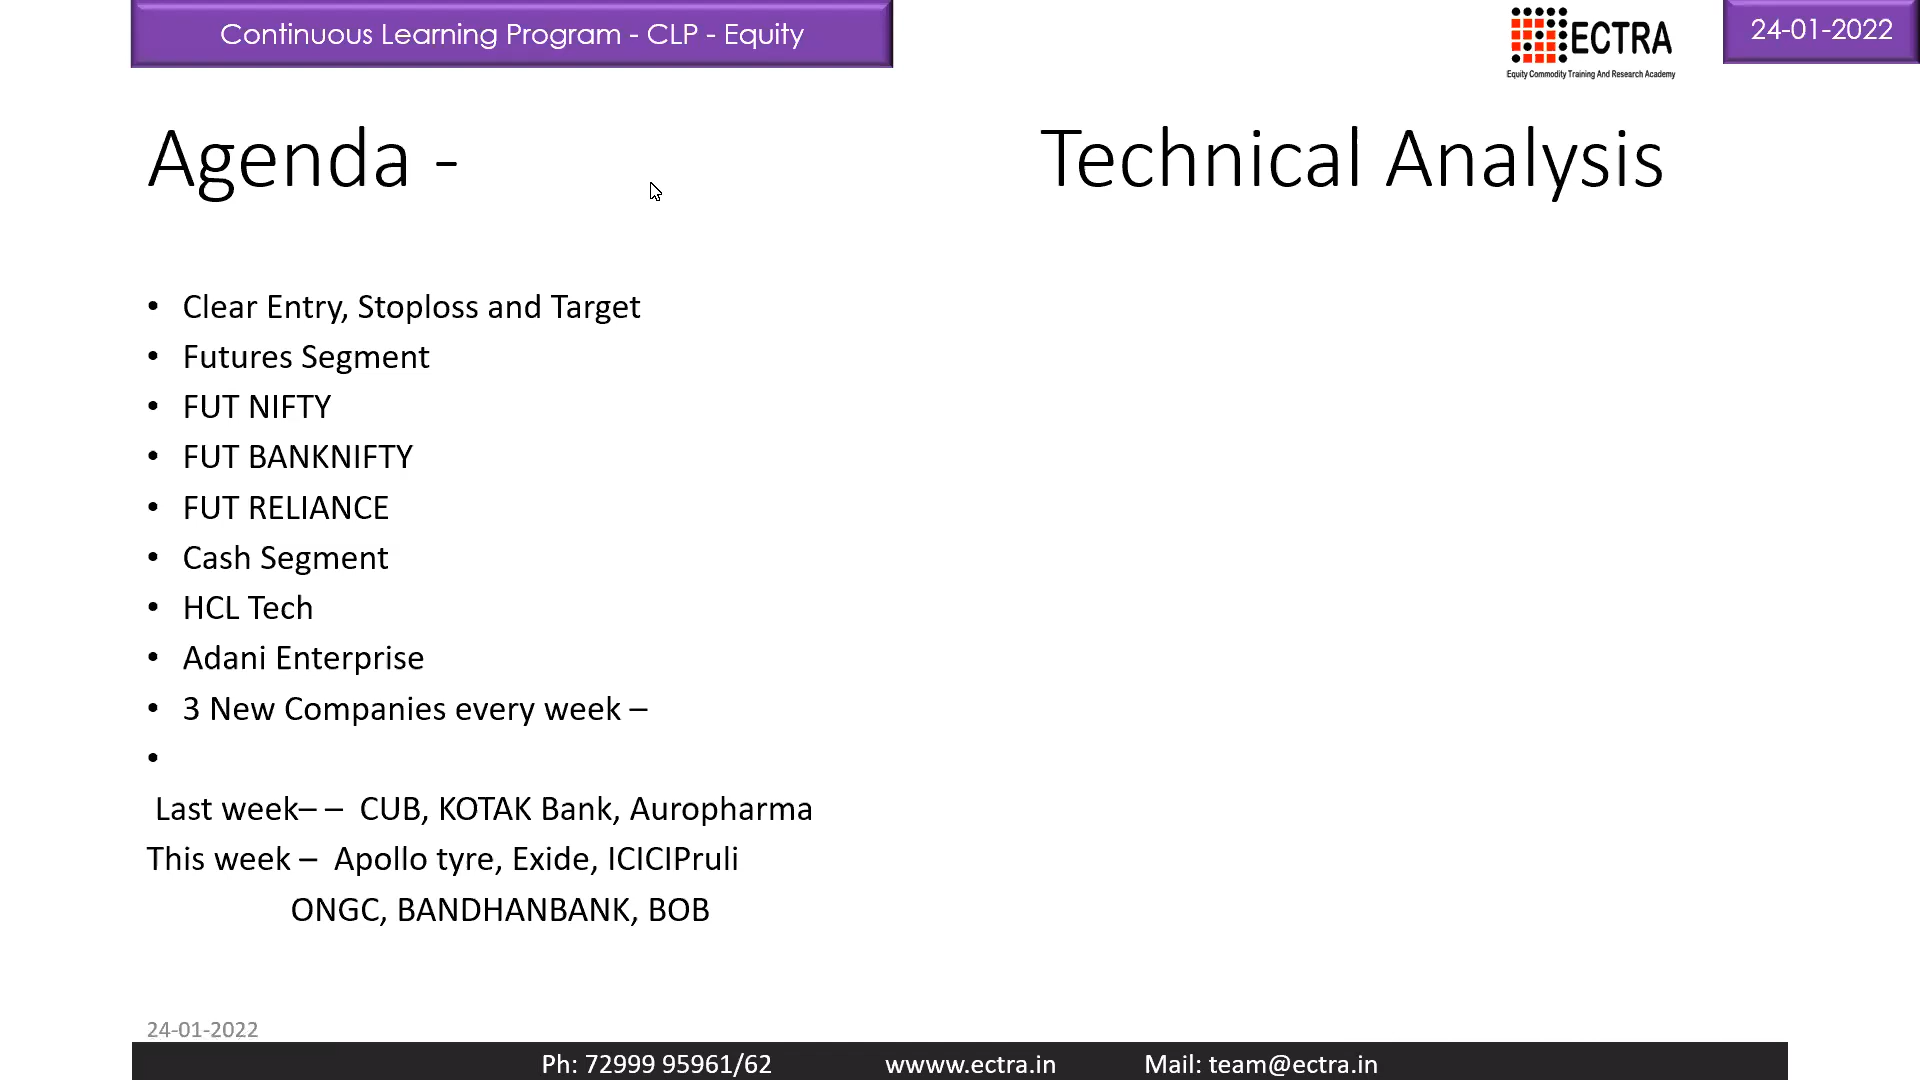 Continuous Learning Program - CLP - Equity
ECTRA
Equity Commodity Training And Research Academy
24-01-2022
Agenda - Technical Analysis
• Clear Entry, Stoploss and Target
• Futures Segment
• FUT NIFTY
• FUT BANKNIFTY
• FUT RELIANCE
• Cash Segment
• HCL Tech
• Adani Enterprise
• 3 New Companies every week –
•
Last week– – CUB, KOTAK Bank, Auropharma
This week – Apollo tyre, Exide, ICICIPruli
ONGC, BANDHANBANK, BOB
24-01-2022
Ph: 72999 95961/62 wwww.ectra.in Mail: team@ectra.in